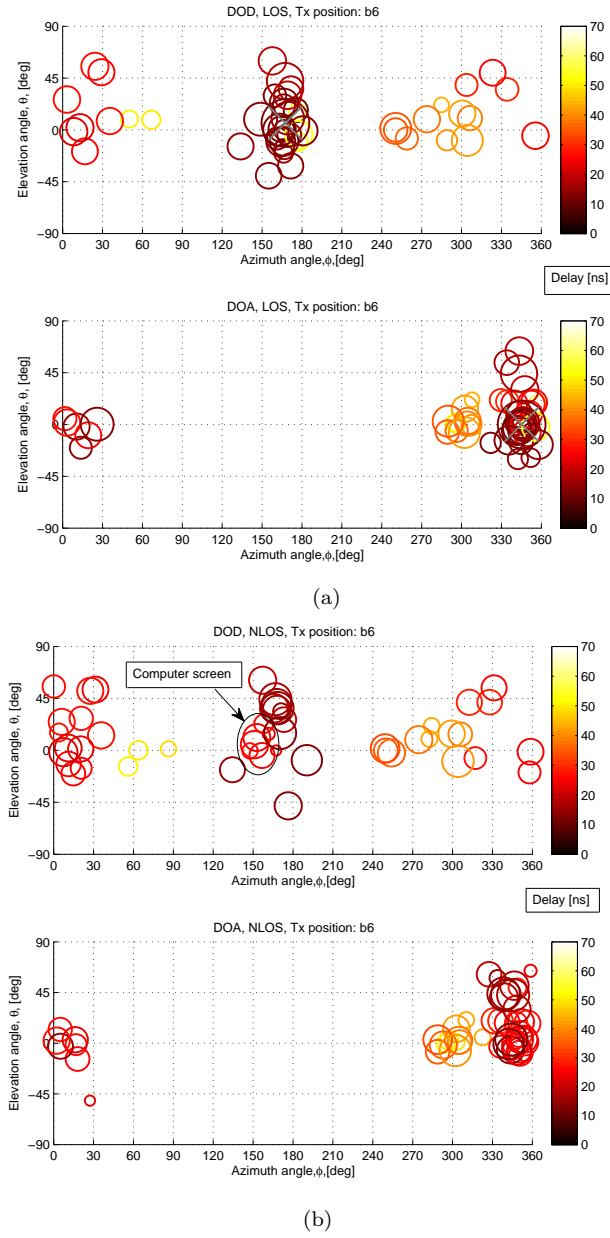 DOD, LOS, Tx position: b6
Elevation angle, θ, [deg]
90
45
0
−45
−90
0 30 60 90 120 150 180 210 240 270 300 330 360
Azimuth angle,ϕ,[deg]
70
60
50
40
30
20
10
0
Delay [ns]
DOA, LOS, Tx position: b6
Elevation angle, θ, [deg]
90
45
0
−45
−90
0 30 60 90 120 150 180 210 240 270 300 330 360
Azimuth angle,ϕ,[deg]
70
60
50
40
30
20
10
0
(a)
DOD, NLOS, Tx position: b6
Computer screen
Elevation angle, θ, [deg]
90
45
0
−45
−90
0 30 60 90 120 150 180 210 240 270 300 330 360
Azimuth angle,ϕ,[deg]
70
60
50
40
30
20
10
0
Delay [ns]
DOA, NLOS, Tx position: b6
Elevation angle, θ, [deg]
90
45
0
−45
−90
0 30 60 90 120 150 180 210 240 270 300 330 360
Azimuth angle,ϕ,[deg]
70
60
50
40
30
20
10
0
(b)